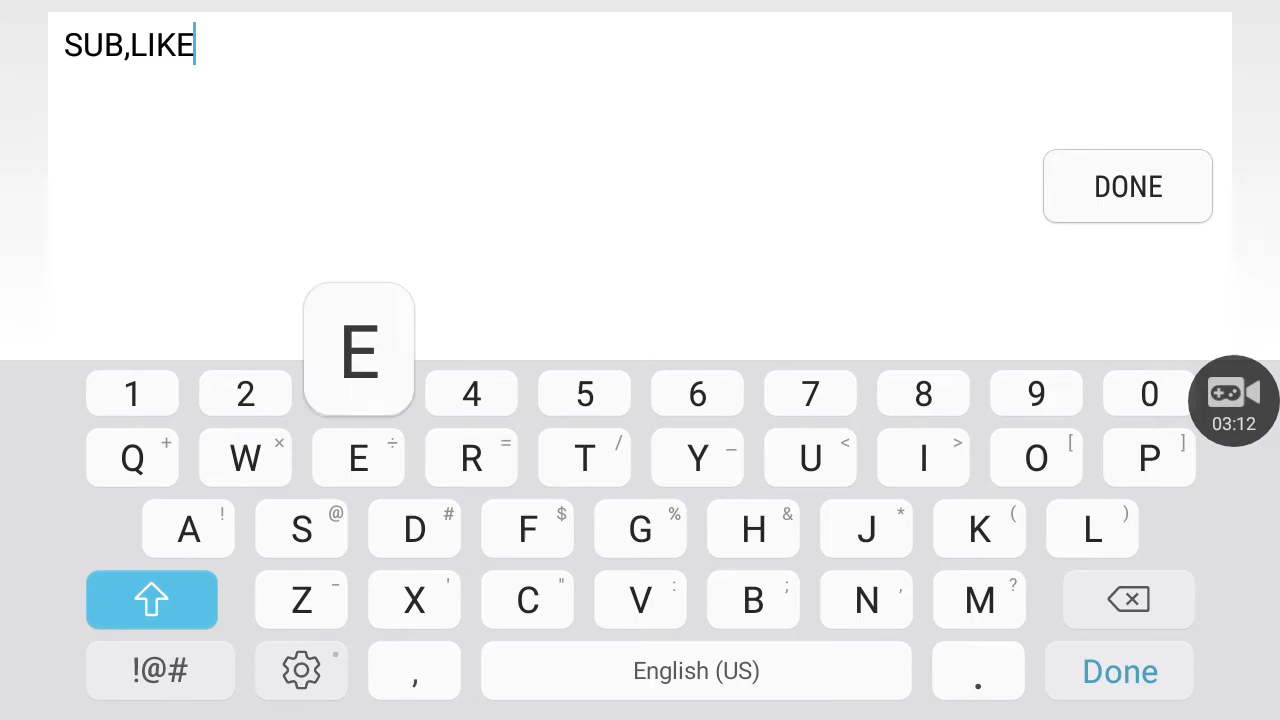 SUB,LIKE
DONE
E
1 2 4 5 6 7 8 9 0
03:12
Q + W × E ÷ R = T / Y – U < I > O [ P ]
A ! S @ D # F $ G % H & J * K ( L )
Z - X ' C " V : B ; N , M ?
!@# , English (US) . Done